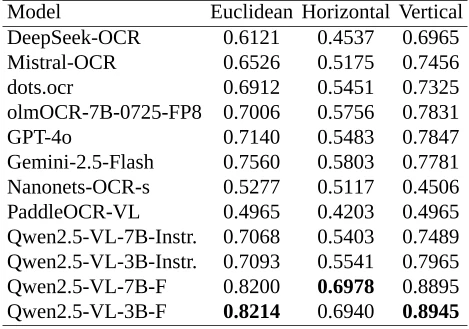 Model Euclidean Horizontal Vertical
DeepSeek-OCR 0.6121 0.4537 0.6965
Mistral-OCR 0.6526 0.5175 0.7456
dots.ocr 0.6912 0.5451 0.7325
olmOCR-7B-0725-FP8 0.7006 0.5756 0.7831
GPT-4o 0.7140 0.5483 0.7847
Gemini-2.5-Flash 0.7560 0.5803 0.7781
Nanonets-OCR-s 0.5277 0.5117 0.4506
PaddleOCR-VL 0.4965 0.4203 0.4965
Qwen2.5-VL-7B-Instr. 0.7068 0.5403 0.7489
Qwen2.5-VL-3B-Instr. 0.7093 0.5541 0.7965
Qwen2.5-VL-7B-F 0.8200 0.6978 0.8895
Qwen2.5-VL-3B-F 0.8214 0.6940 0.8945